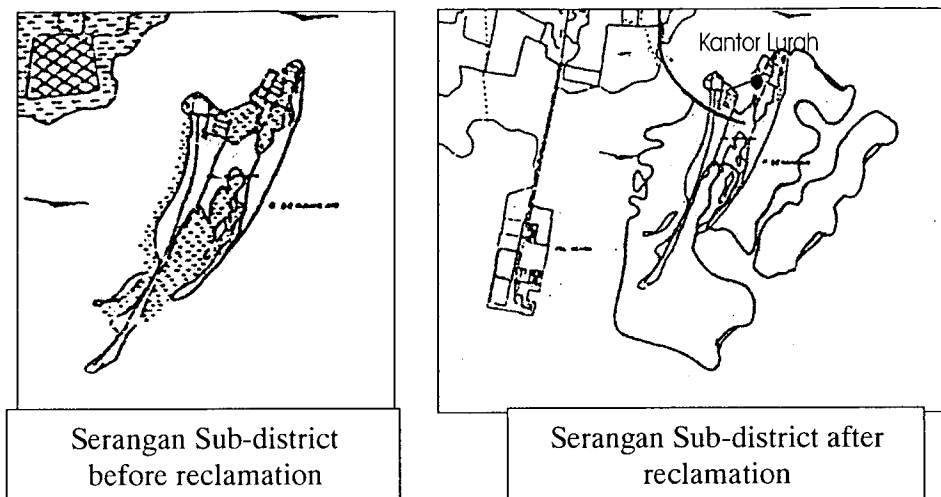 Kantor Lurah
Serangan Sub-district
before reclamation
Serangan Sub-district after
reclamation